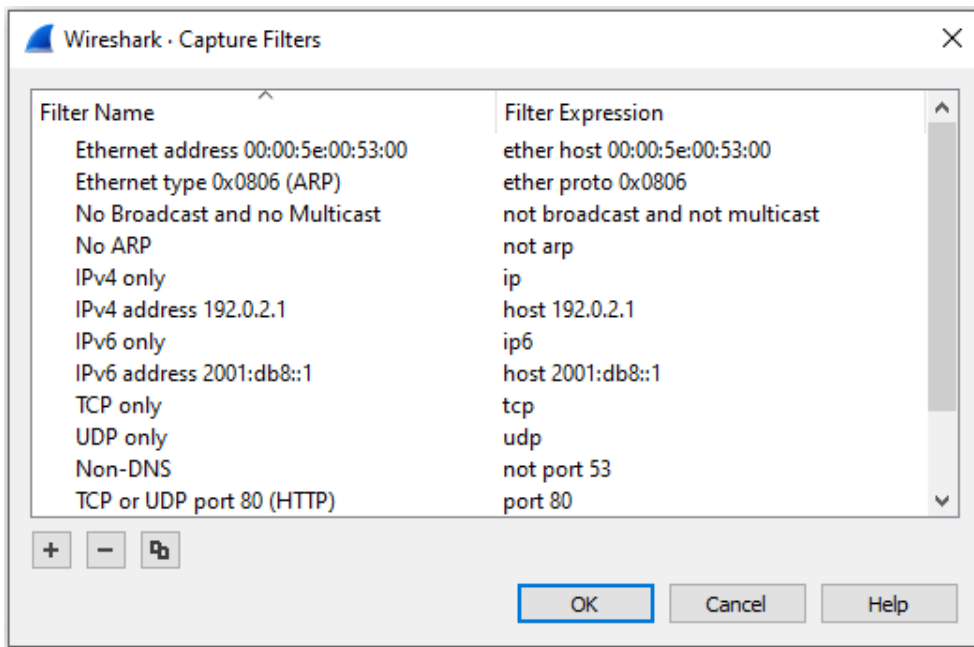 Wireshark · Capture Filters
Filter Name Filter Expression
Ethernet address 00:00:5e:00:53:00 ether host 00:00:5e:00:53:00
Ethernet type 0x0806 (ARP) ether proto 0x0806
No Broadcast and no Multicast not broadcast and not multicast
No ARP not arp
IPv4 only ip
IPv4 address 192.0.2.1 host 192.0.2.1
IPv6 only ip6
IPv6 address 2001:db8::1 host 2001:db8::1
TCP only tcp
UDP only udp
Non-DNS not port 53
TCP or UDP port 80 (HTTP) port 80
OK Cancel Help